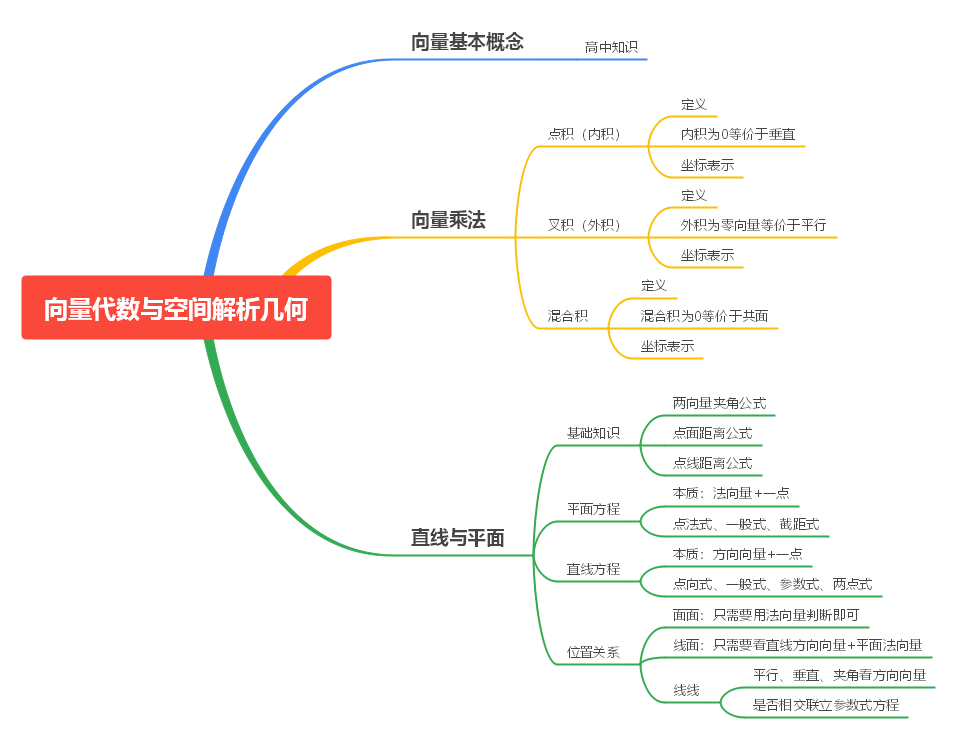 向量代数与空间解析几何
向量基本概念
高中知识
向量乘法
点积（内积）
定义
内积为0等价于垂直
坐标表示
叉积（外积）
定义
外积为零向量等价于平行
坐标表示
混合积
定义
混合积为0等价于共面
坐标表示
直线与平面
基础知识
两向量夹角公式
点面距离公式
点线距离公式
平面方程
本质：法向量+一点
点法式、一般式、截距式
直线方程
本质：方向向量+一点
点向式、一般式、参数式、两点式
位置关系
面面：只需要用法向量判断即可
线面：只需要看直线方向向量+平面法向量
线线
平行、垂直、夹角看方向向量
是否相交联立参数式方程